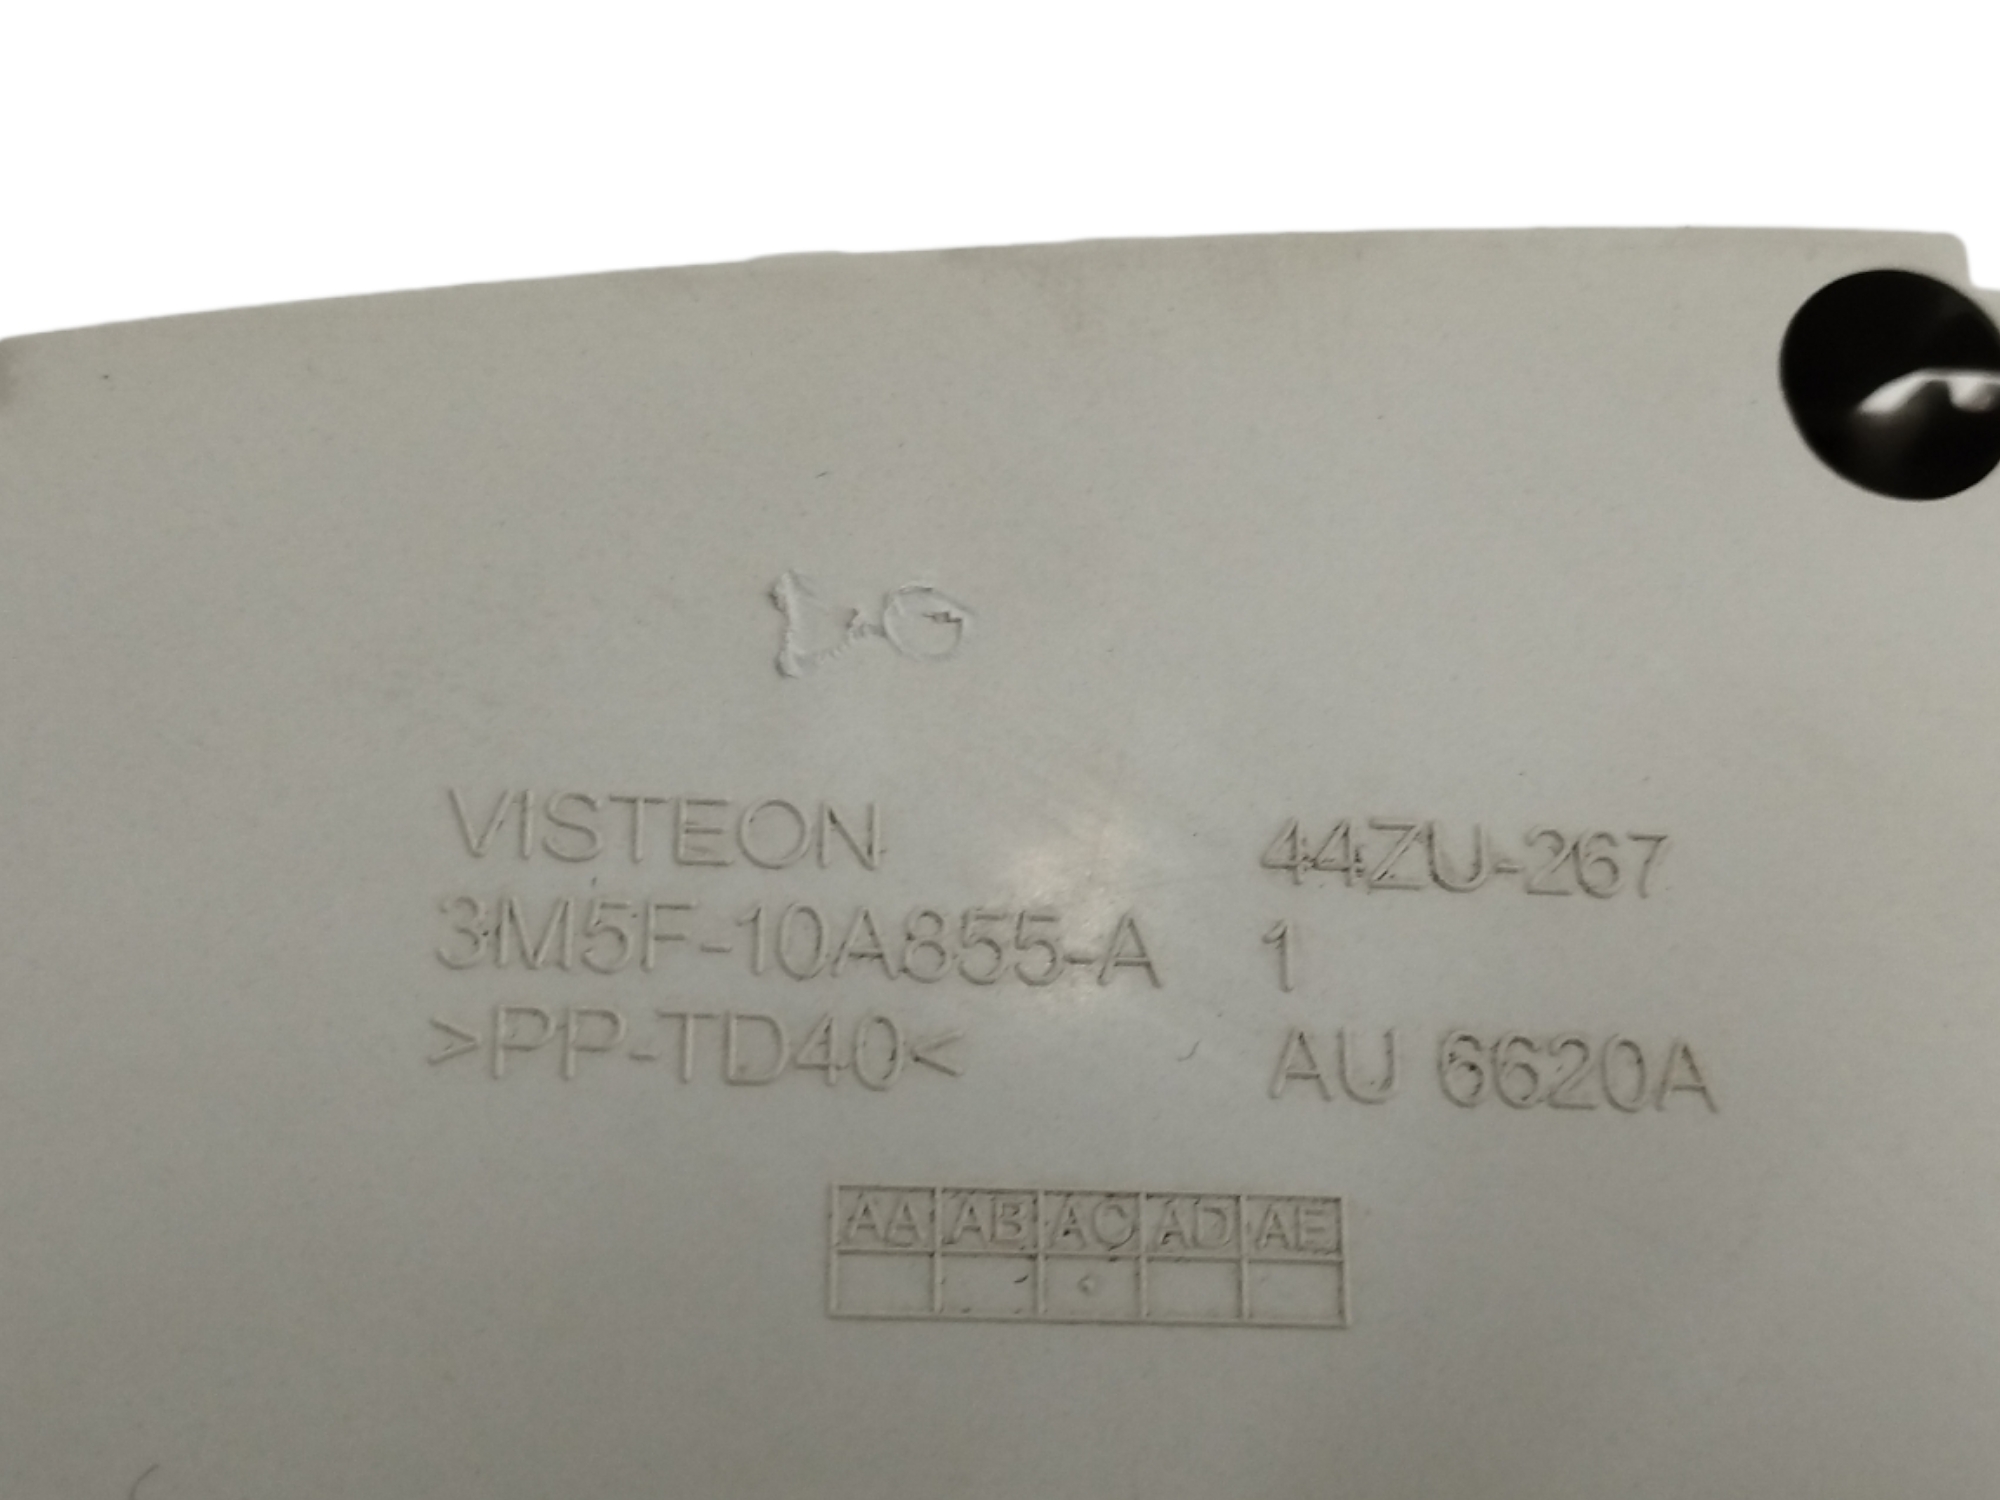 VISTEON 44ZU-267
3M5F-10A855-A 1
>PP-TD40< AU 6620A
AA AB AC AD AE